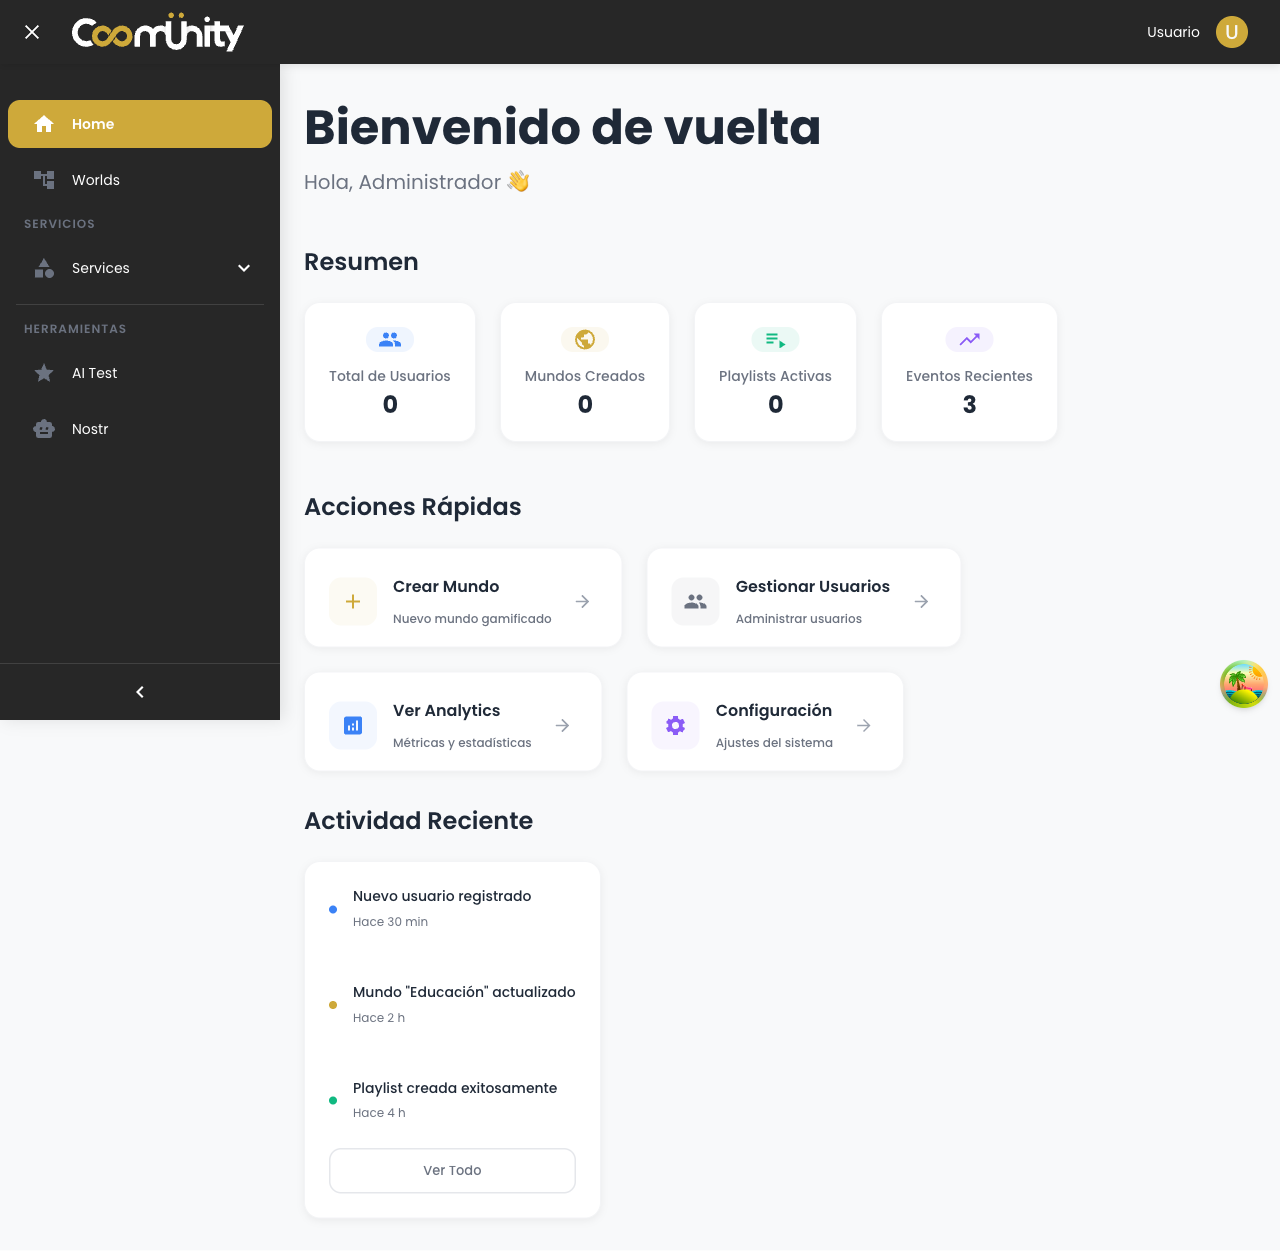 Coomünity
Usuario
U
Home
Worlds
SERVICIOS
Services
HERRAMIENTAS
AI Test
Nostr
Bienvenido de vuelta
Hola, Administrador 👋
Resumen
Total de Usuarios
0
Mundos Creados
0
Playlists Activas
0
Eventos Recientes
3
Acciones Rápidas
Crear Mundo
Nuevo mundo gamificado
Gestionar Usuarios
Administrar usuarios
Ver Analytics
Métricas y estadísticas
Configuración
Ajustes del sistema
Actividad Reciente
Nuevo usuario registrado
Hace 30 min
Mundo "Educación" actualizado
Hace 2 h
Playlist creada exitosamente
Hace 4 h
Ver Todo